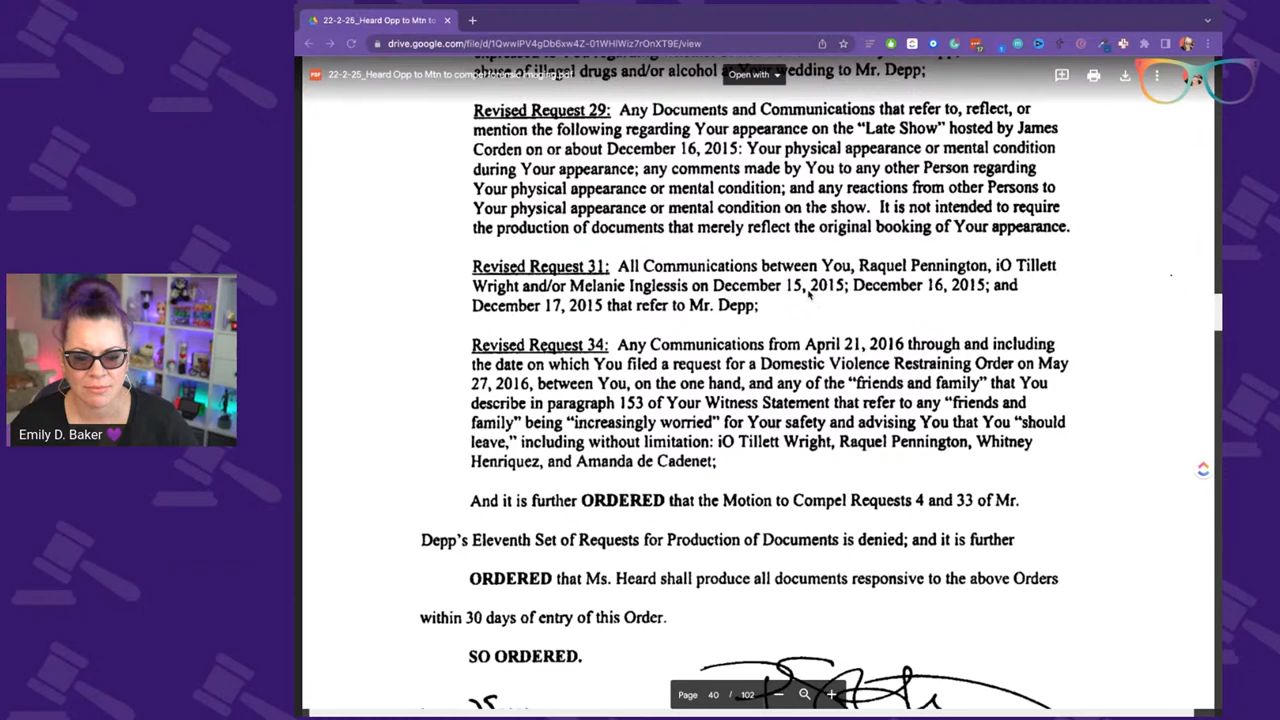 22-2-25_Heard Opp to Mtn to
drive.google.com/file/d/1QwwlPV4gDb6xw4Z-01WHlWiz7rOnXT9E/view
22-2-25_Heard Opp to Mtn to compel forensic imaging.pdf
Open with
drugs and/or alcohol at Your wedding to Mr. Depp;
Revised Request 29: Any Documents and Communications that refer to, reflect, or
mention the following regarding Your appearance on the “Late Show” hosted by James
Corden on or about December 16, 2015: Your physical appearance or mental condition
during Your appearance; any comments made by You to any other Person regarding
Your physical appearance or mental condition; and any reactions from other Persons to
Your physical appearance or mental condition on the show. It is not intended to require
the production of documents that merely reflect the original booking of Your appearance.
Revised Request 31: All Communications between You, Raquel Pennington, iO Tillett
Wright and/or Melanie Inglessis on December 15, 2015; December 16, 2015; and
December 17, 2015 that refer to Mr. Depp;
Revised Request 34: Any Communications from April 21, 2016 through and including
the date on which You filed a request for a Domestic Violence Restraining Order on May
27, 2016, between You, on the one hand, and any of the “friends and family” that You
describe in paragraph 153 of Your Witness Statement that refer to any “friends and
family” being “increasingly worried” for Your safety and advising You that You “should
leave,” including without limitation: iO Tillett Wright, Raquel Pennington, Whitney
Henriquez, and Amanda de Cadenet;
And it is further ORDERED that the Motion to Compel Requests 4 and 33 of Mr.
Depp’s Eleventh Set of Requests for Production of Documents is denied; and it is further
ORDERED that Ms. Heard shall produce all documents responsive to the above Orders
within 30 days of entry of this Order.
SO ORDERED.
Page 40 / 102
Emily D. Baker 💜